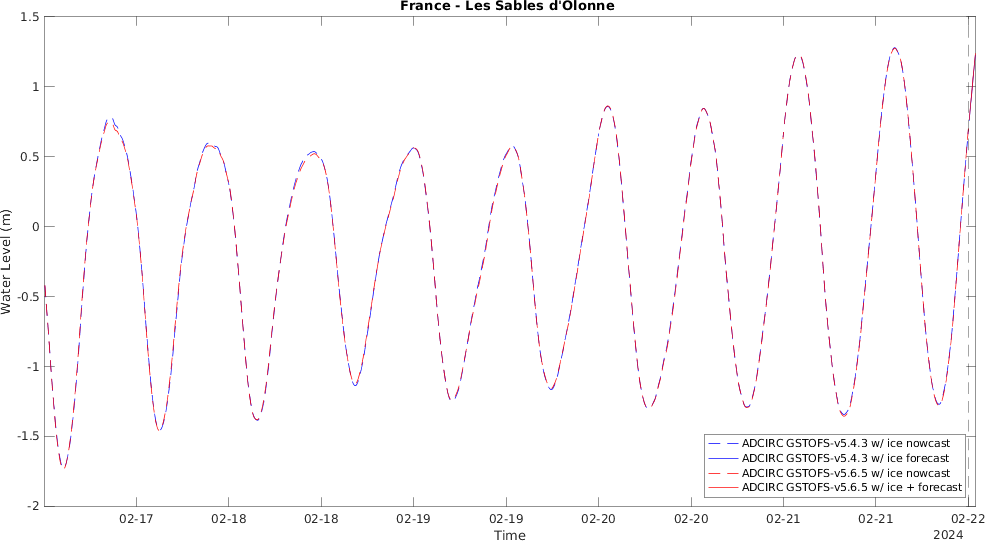 France - Les Sables d'Olonne
1.5
1
0.5
0
-0.5
-1
-1.5
-2
Water Level (m)
ADCIRC GSTOFS-v5.4.3 w/ ice nowcast
ADCIRC GSTOFS-v5.4.3 w/ ice forecast
ADCIRC GSTOFS-v5.6.5 w/ ice nowcast
ADCIRC GSTOFS-v5.6.5 w/ ice + forecast
02-17 02-18 02-18 02-19 02-19 02-20 02-20 02-21 02-21 02-22
Time 2024